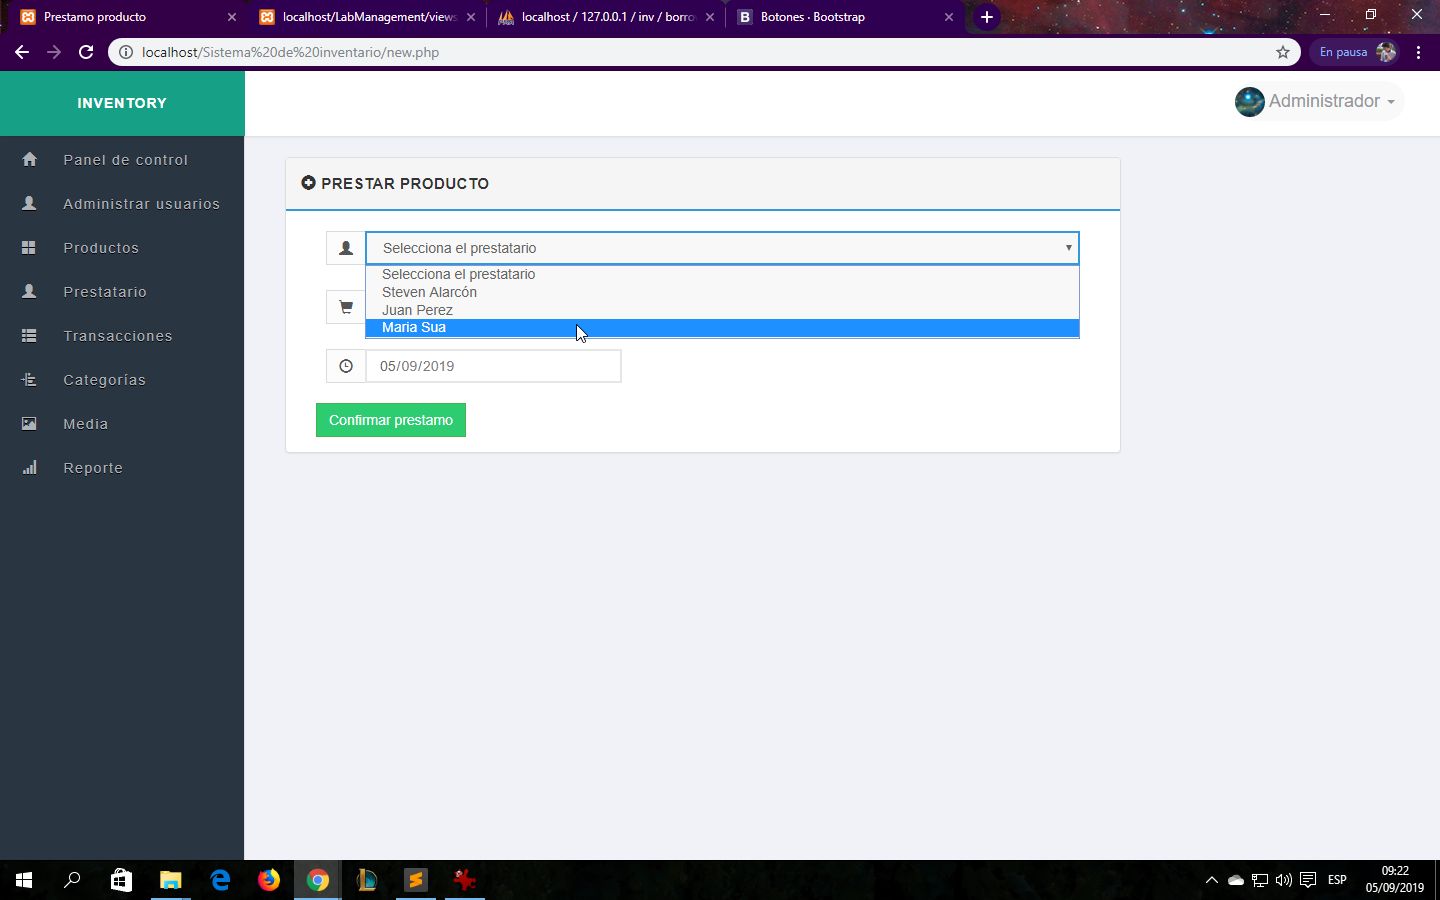 Prestamo producto
localhost/LabManagement/views
localhost / 127.0.0.1 / inv / borro
Botones · Bootstrap
localhost/Sistema%20de%20inventario/new.php
En pausa
INVENTORY
Administrador
Panel de control
Administrar usuarios
Productos
Prestatario
Transacciones
Categorías
Media
Reporte
PRESTAR PRODUCTO
Selecciona el prestatario
Selecciona el prestatario
Steven Alarcón
Juan Perez
Maria Sua
05/09/2019
Confirmar prestamo
ESP
09:22
05/09/2019